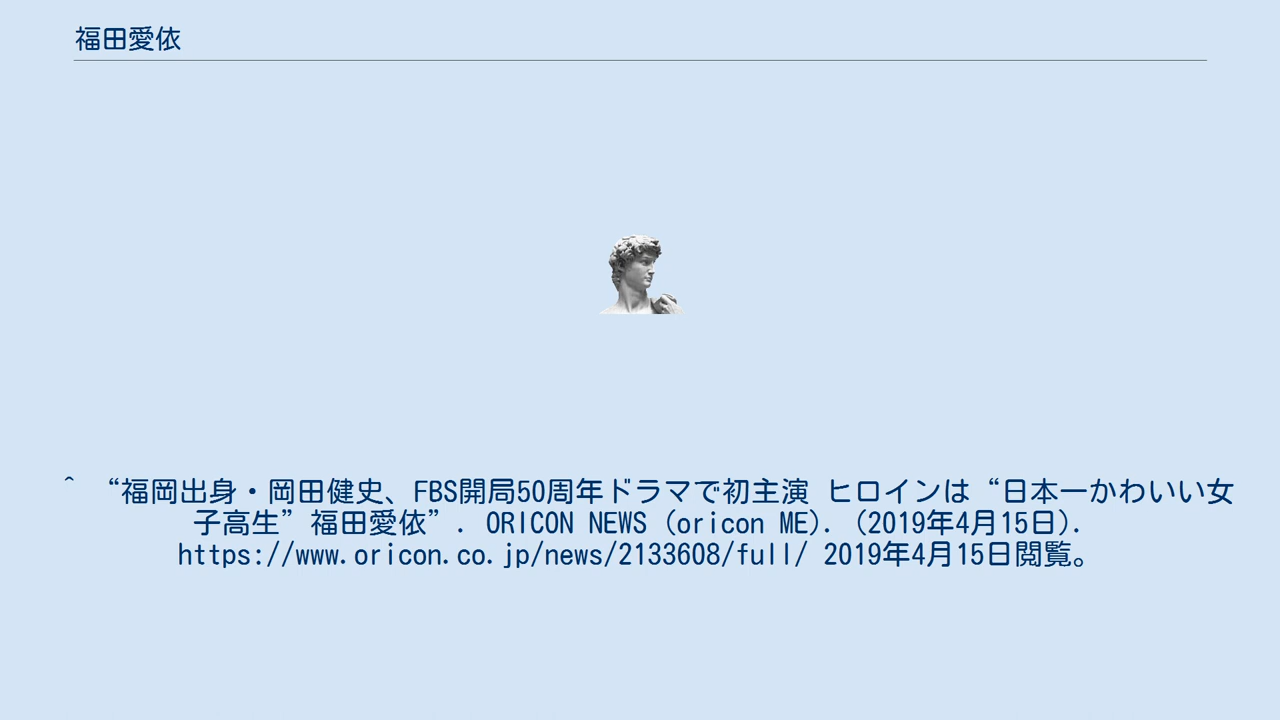 福田愛依
^ “福岡出身・岡田健史、FBS開局50周年ドラマで初主演 ヒロインは“日本一かわいい女
子高生”福田愛依”. ORICON NEWS (oricon ME). (2019年4月15日).
https://www.oricon.co.jp/news/2133608/full/ 2019年4月15日閲覧。